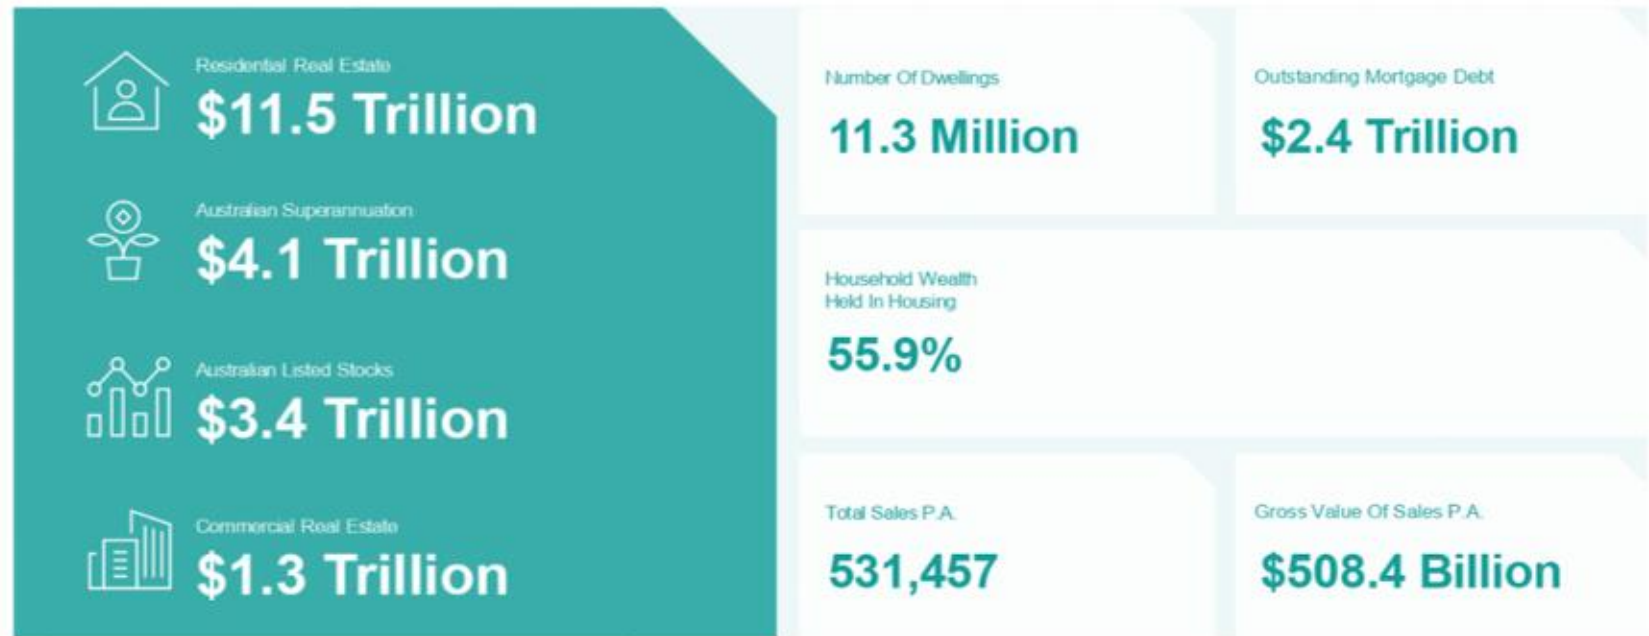 Residential Real Estate
$11.5 Trillion
Australian Superannuation
$4.1 Trillion
Australian Listed Stocks
$3.4 Trillion
Commercial Real Estate
$1.3 Trillion
Number Of Dwellings
11.3 Million
Outstanding Mortgage Debt
$2.4 Trillion
Household Wealth
Held In Housing
55.9%
Total Sales P.A.
531,457
Gross Value Of Sales P.A.
$508.4 Billion